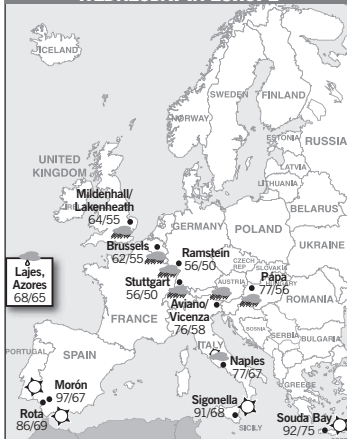 WEDNESDAY IN EUROPE
ICELAND
SWEDEN
FINLAND
NORWAY
ESTONIA
RUSSIA
LATVIA
LITHUANIA
UNITED
KINGDOM
Mildenhall/
Lakenheath
64/55
BELARUS
GERMANY
POLAND
Brussels
62/55
Ramstein
56/50
UKRAINE
Lajes,
Azores
68/65
CZECH
REP
SLOVAKIA
Stuttgart
56/50
AUSTRIA
Pápa
77/56
Aviano/
Vicenza
76/58
ROMANIA
FRANCE
BOSNIA
SERBIA
BULGARIA
ITALY
PORTUGAL
SPAIN
Naples
77/67
Morón
97/67
GREECE
Sigonella
91/68
Rota
86/69
SICILY
Souda Bay
92/75